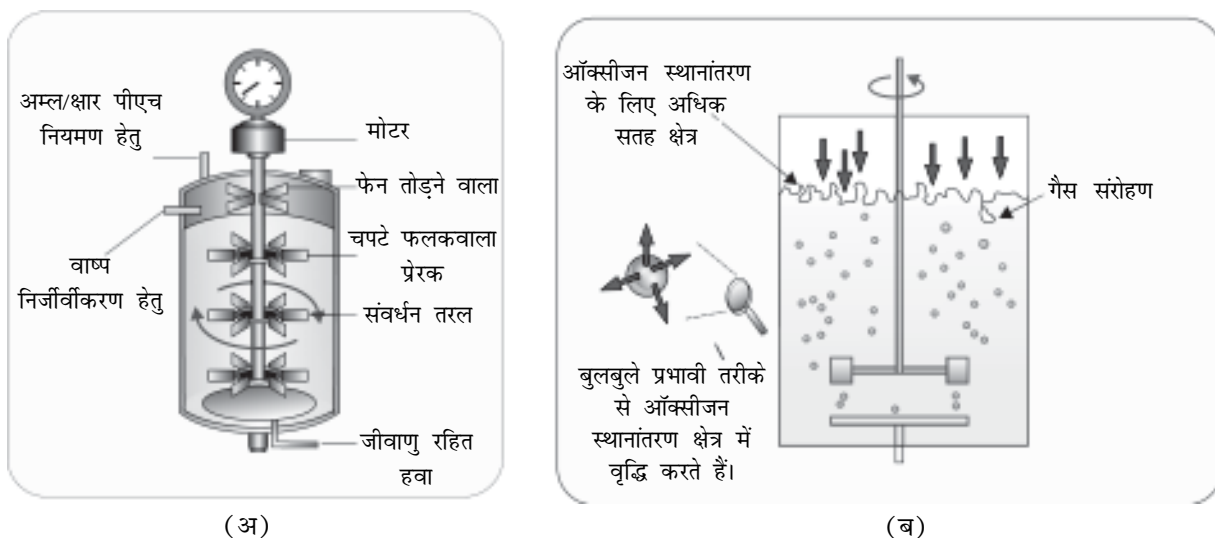 अम्ल/क्षार पीएच
नियमण हेतु
मोटर
फेन तोड़ने वाला
चपटे फलकवाला
प्रेरक
वाष्प
निर्जीर्वीकरण हेतु
संवर्धन तरल
जीवाणु रहित
हवा
(अ)
ऑक्सीजन स्थानांतरण
के लिए अधिक
सतह क्षेत्र
गैस संरोहण
बुलबुले प्रभावी तरीके
से ऑक्सीजन
स्थानांतरण क्षेत्र में
वृद्धि करते हैं।
(ब)